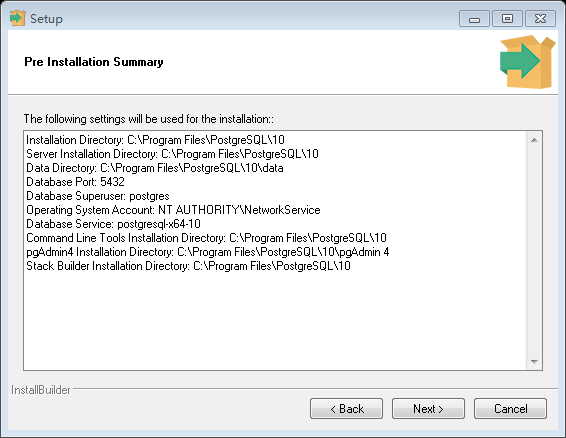 Setup
Pre Installation Summary
The following settings will be used for the installation::
Installation Directory: C:\Program Files\PostgreSQL\10
Server Installation Directory: C:\Program Files\PostgreSQL\10
Data Directory: C:\Program Files\PostgreSQL\10\data
Database Port: 5432
Database Superuser: postgres
Operating System Account: NT AUTHORITY\NetworkService
Database Service: postgresql-x64-10
Command Line Tools Installation Directory: C:\Program Files\PostgreSQL\10
pgAdmin4 Installation Directory: C:\Program Files\PostgreSQL\10\pgAdmin 4
Stack Builder Installation Directory: C:\Program Files\PostgreSQL\10
InstallBuilder
< Back
Next >
Cancel